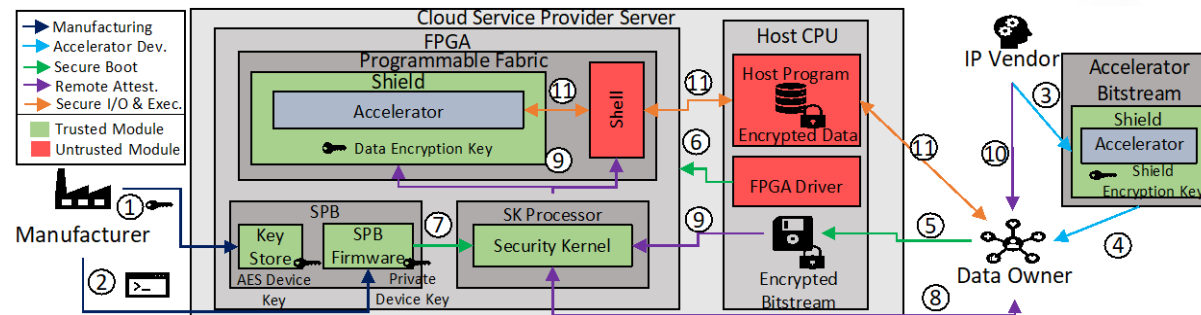 Manufacturing
Accelerator Dev.
Secure Boot
Remote Attest.
Secure I/O & Exec.
Trusted Module
Untrusted Module
Cloud Service Provider Server
FPGA
Programmable Fabric
Shield
Accelerator
Data Encryption Key
11
Shell
9
11
6
Host CPU
Host Program
Encrypted Data
FPGA Driver
Encrypted
Bitstream
IP Vendor
3
10
11
Accelerator
Bitstream
Shield
Accelerator
Shield
Encryption Key
1
Manufacturer
2
SPB
Key
Store
SPB
Firmware
AES Device
Key
Private
Device Key
7
SK Processor
Security Kernel
9
5
4
Data Owner
8